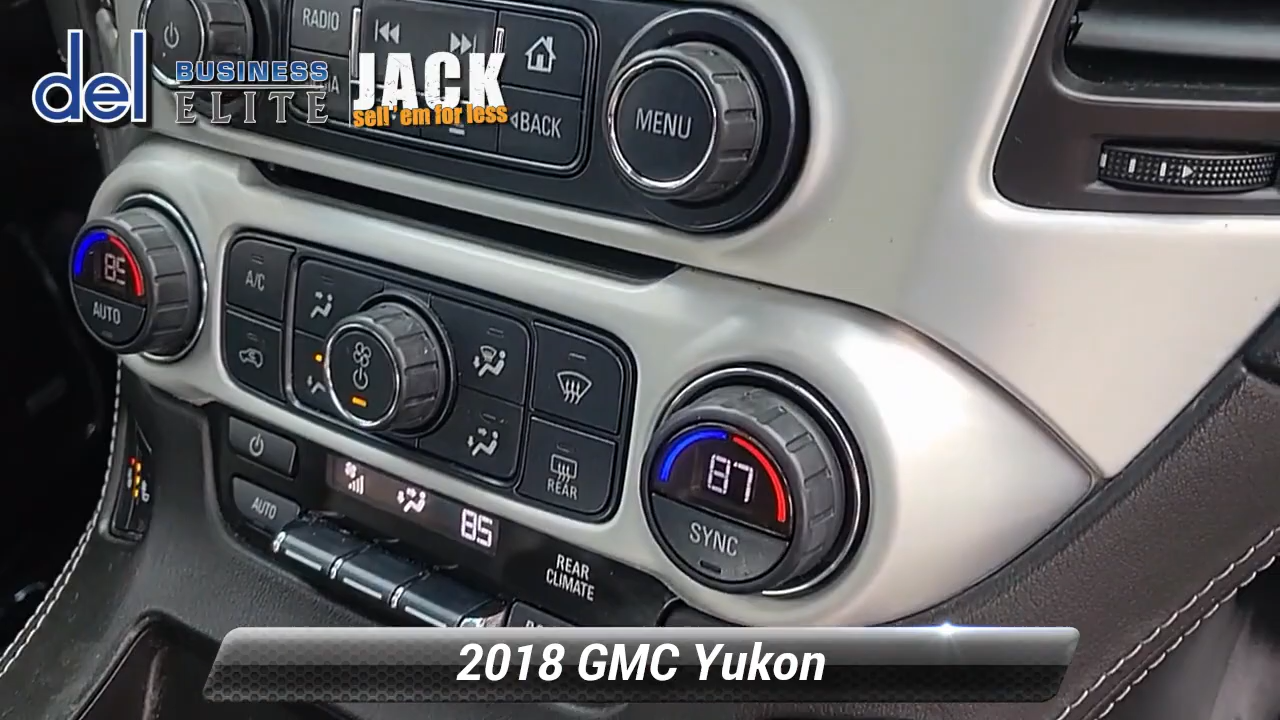 RADIO
del BUSINESS ELITE JACK
sell 'em for less
BACK
MENU
85
AUTO
A/C
REAR
87
SYNC
AUTO
85
REAR
CLIMATE
2018 GMC Yukon